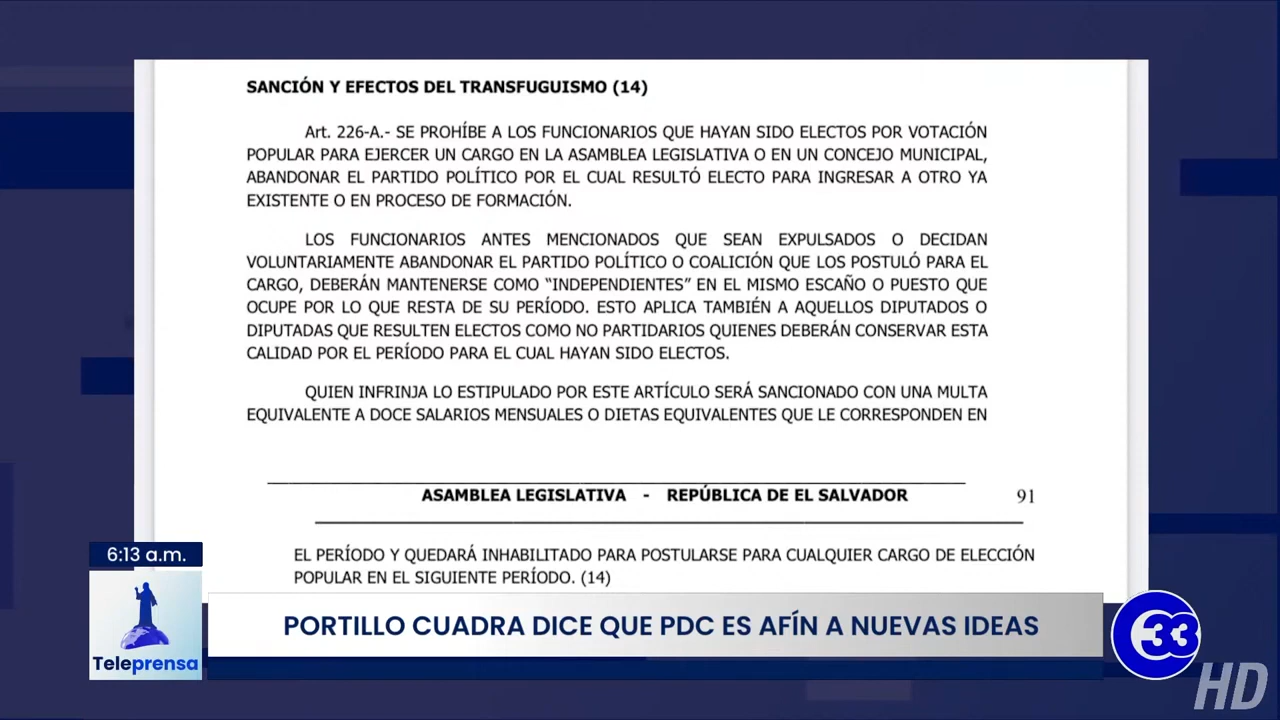 SANCIÓN Y EFECTOS DEL TRANSFUGUISMO (14)
Art. 226-A.- SE PROHÍBE A LOS FUNCIONARIOS QUE HAYAN SIDO ELECTOS POR VOTACIÓN
POPULAR PARA EJERCER UN CARGO EN LA ASAMBLEA LEGISLATIVA O EN UN CONCEJO MUNICIPAL,
ABANDONAR EL PARTIDO POLÍTICO POR EL CUAL RESULTÓ ELECTO PARA INGRESAR A OTRO YA
EXISTENTE O EN PROCESO DE FORMACIÓN.
LOS FUNCIONARIOS ANTES MENCIONADOS QUE SEAN EXPULSADOS O DECIDAN
VOLUNTARIAMENTE ABANDONAR EL PARTIDO POLÍTICO O COALICIÓN QUE LOS POSTULÓ PARA EL
CARGO, DEBERÁN MANTENERSE COMO “INDEPENDIENTES” EN EL MISMO ESCAÑO O PUESTO QUE
OCUPE POR LO QUE RESTA DE SU PERÍODO. ESTO APLICA TAMBIÉN A AQUELLOS DIPUTADOS O
DIPUTADAS QUE RESULTEN ELECTOS COMO NO PARTIDARIOS QUIENES DEBERÁN CONSERVAR ESTA
CALIDAD POR EL PERÍODO PARA EL CUAL HAYAN SIDO ELECTOS.
QUIEN INFRINJA LO ESTIPULADO POR ESTE ARTÍCULO SERÁ SANCIONADO CON UNA MULTA
EQUIVALENTE A DOCE SALARIOS MENSUALES O DIETAS EQUIVALENTES QUE LE CORRESPONDEN EN
ASAMBLEA LEGISLATIVA - REPÚBLICA DE EL SALVADOR 91
EL PERÍODO Y QUEDARÁ INHABILITADO PARA POSTULARSE PARA CUALQUIER CARGO DE ELECCIÓN
POPULAR EN EL SIGUIENTE PERÍODO. (14)
6:13 a.m.
Teleprensa
PORTILLO CUADRA DICE QUE PDC ES AFÍN A NUEVAS IDEAS
33
HD